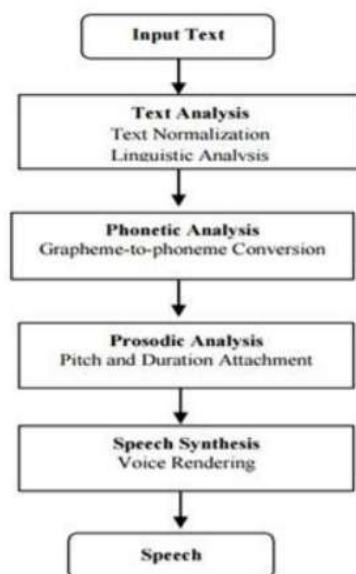 Input Text
Text Analysis
Text Normalization
Linguistic Analysis
Phonetic Analysis
Grapheme-to-phoneme Conversion
Prosodic Analysis
Pitch and Duration Attachment
Speech Synthesis
Voice Rendering
Speech